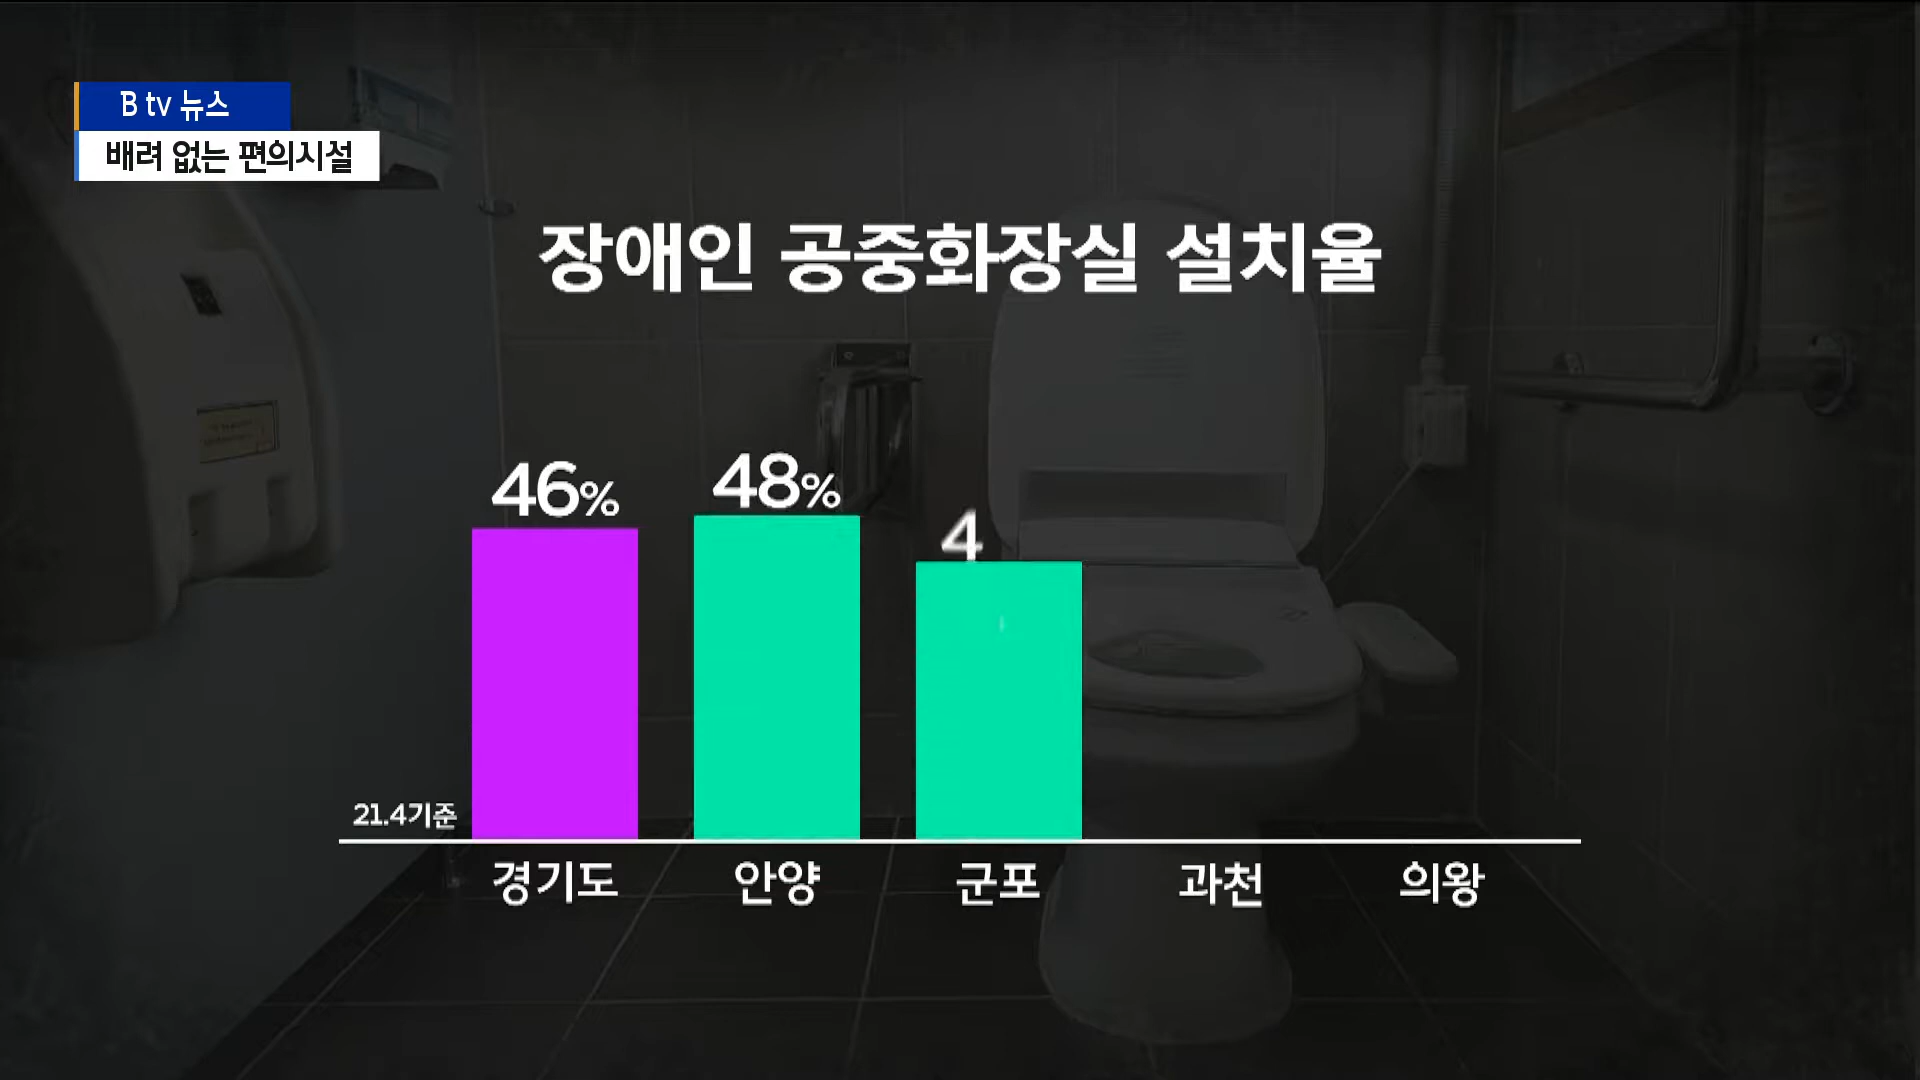 B tv 뉴스
배려 없는 편의시설
장애인 공중화장실 설치율
46%
48%
4
21.4기준
경기도
안양
군포
과천
의왕